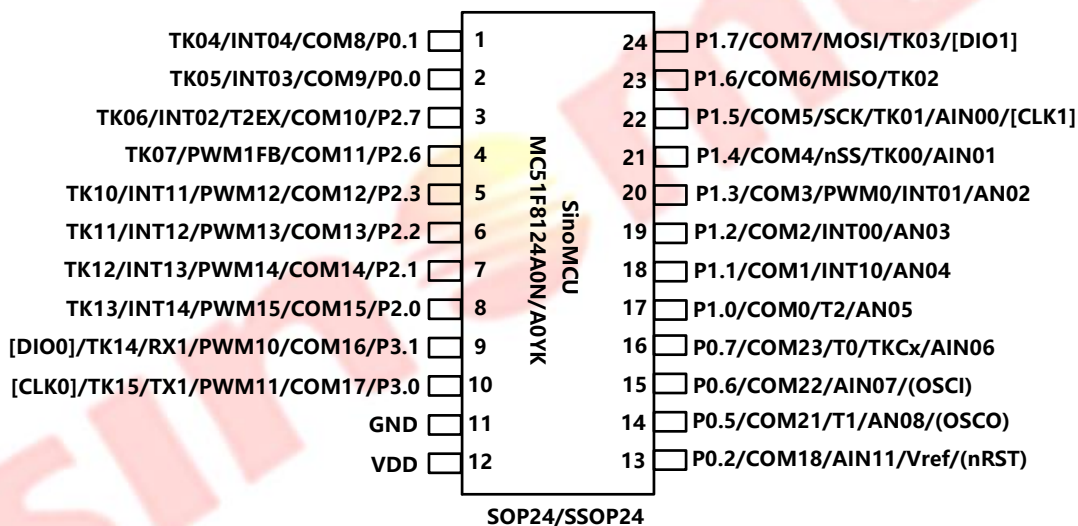 TK04/INT04/COM8/P0.1 1 24 P1.7/COM7/MOSI/TK03/[DIO1]
TK05/INT03/COM9/P0.0 2 23 P1.6/COM6/MISO/TK02
TK06/INT02/T2EX/COM10/P2.7 3 22 P1.5/COM5/SCK/TK01/AIN00/[CLK1]
TK07/PWM1FB/COM11/P2.6 4 21 P1.4/COM4/nSS/TK00/AIN01
TK10/INT11/PWM12/COM12/P2.3 5 20 P1.3/COM3/PWM0/INT01/AN02
TK11/INT12/PWM13/COM13/P2.2 6 19 P1.2/COM2/INT00/AN03
TK12/INT13/PWM14/COM14/P2.1 7 18 P1.1/COM1/INT10/AN04
TK13/INT14/PWM15/COM15/P2.0 8 17 P1.0/COM0/T2/AN05
[DIO0]/TK14/RX1/PWM10/COM16/P3.1 9 16 P0.7/COM23/T0/TKCx/AIN06
[CLK0]/TK15/TX1/PWM11/COM17/P3.0 10 15 P0.6/COM22/AIN07/(OSCI)
GND 11 14 P0.5/COM21/T1/AN08/(OSCO)
VDD 12 13 P0.2/COM18/AIN11/Vref/(nRST)
SinoMCU
MC51F8124A0N/A0YK
SOP24/SSOP24